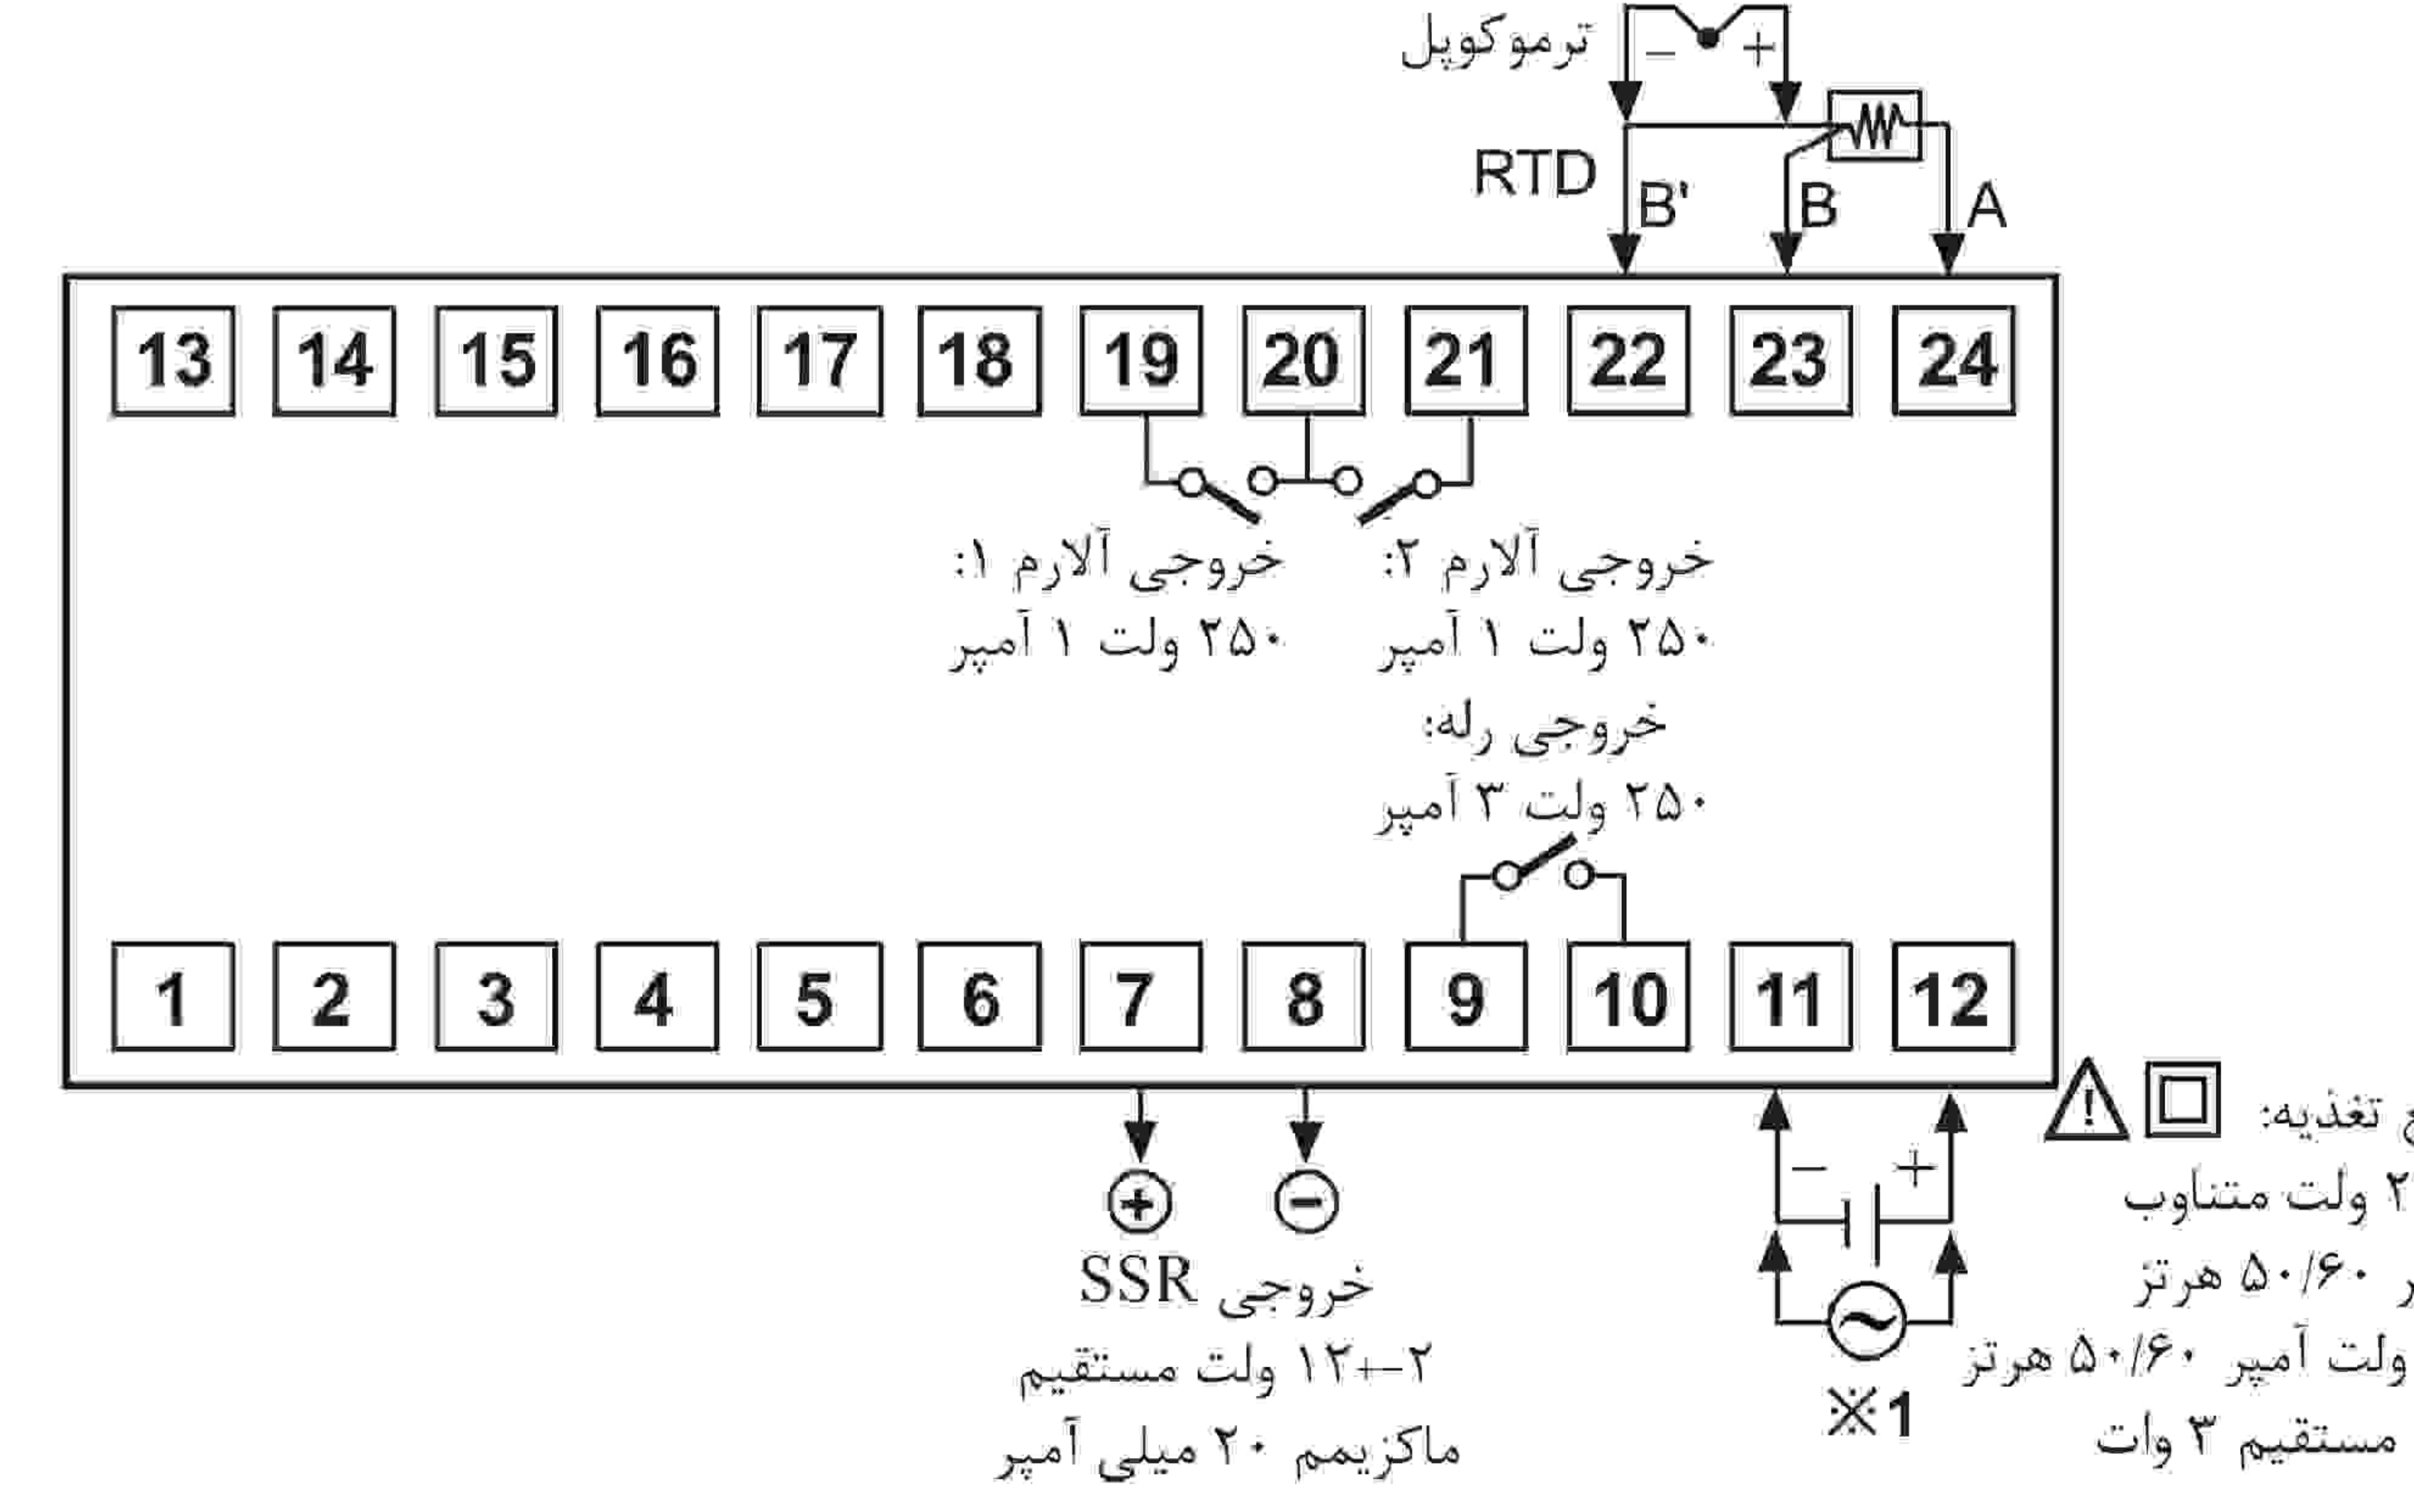 ترموکوپل
− +
RTD
B' B A
13 14 15 16 17 18 19 20 21 22 23 24
خروجی آلارم ۱:
۲۵۰ ولت ۱ آمپر
خروجی آلارم ۲:
۲۵۰ ولت ۱ آمپر
خروجی رله:
۲۵۰ ولت ۳ آمپر
1 2 3 4 5 6 7 8 9 10 11 12
+ −
خروجی SSR
۱۲+−۲ ولت مستقیم
ماکزیمم ۲۰ میلی آمپر
− +
※1
!
تغذیه:
ولت متناوب
۵۰/۶۰ هرتز
ولت آمپر ۵۰/۶۰ هرتز
مستقیم ۳ وات